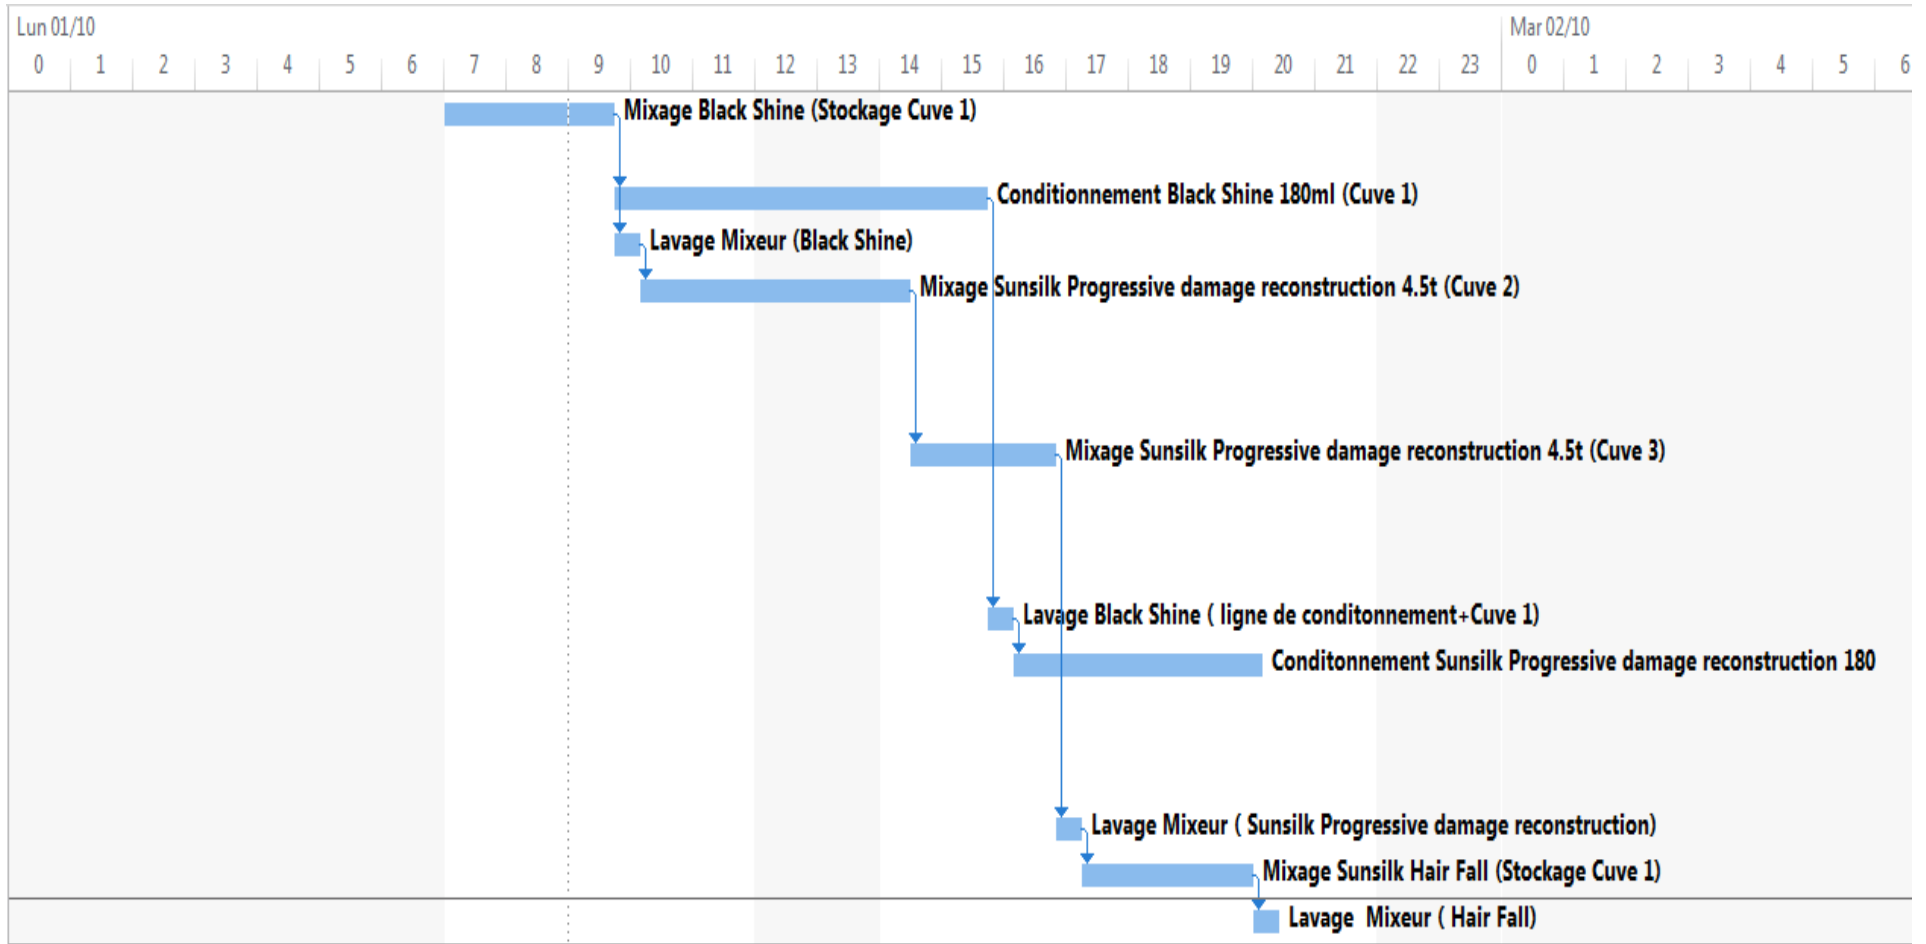 Lun 01/10 Mar 02/10
0 1 2 3 4 5 6 7 8 9 10 11 12 13 14 15 16 17 18 19 20 21 22 23 0 1 2 3 4 5 6
Mixage Black Shine (Stockage Cuve 1)
Conditionnement Black Shine 180ml (Cuve 1)
Lavage Mixeur (Black Shine)
Mixage Sunsilk Progressive damage reconstruction 4.5t (Cuve 2)
Mixage Sunsilk Progressive damage reconstruction 4.5t (Cuve 3)
Lavage Black Shine ( ligne de conditonnement+Cuve 1)
Conditonnement Sunsilk Progressive damage reconstruction 180
Lavage Mixeur ( Sunsilk Progressive damage reconstruction)
Mixage Sunsilk Hair Fall (Stockage Cuve 1)
Lavage  Mixeur ( Hair Fall)